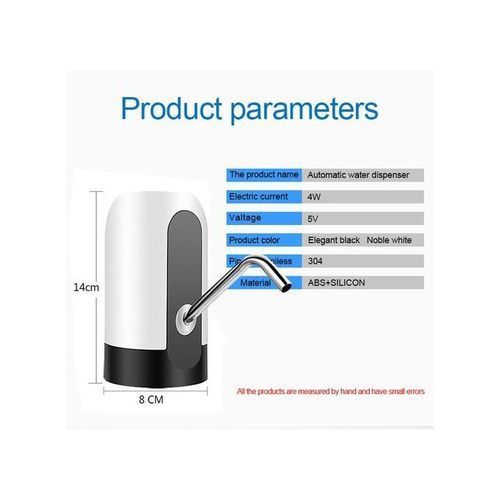 Product parameters
The product name Automatic water dispenser
Electric current 4W
Valtage 5V
Product color Elegant black Noble white
304
Material ABS+SILICON
14cm
8 CM
All the products are measured by hand and have small errors